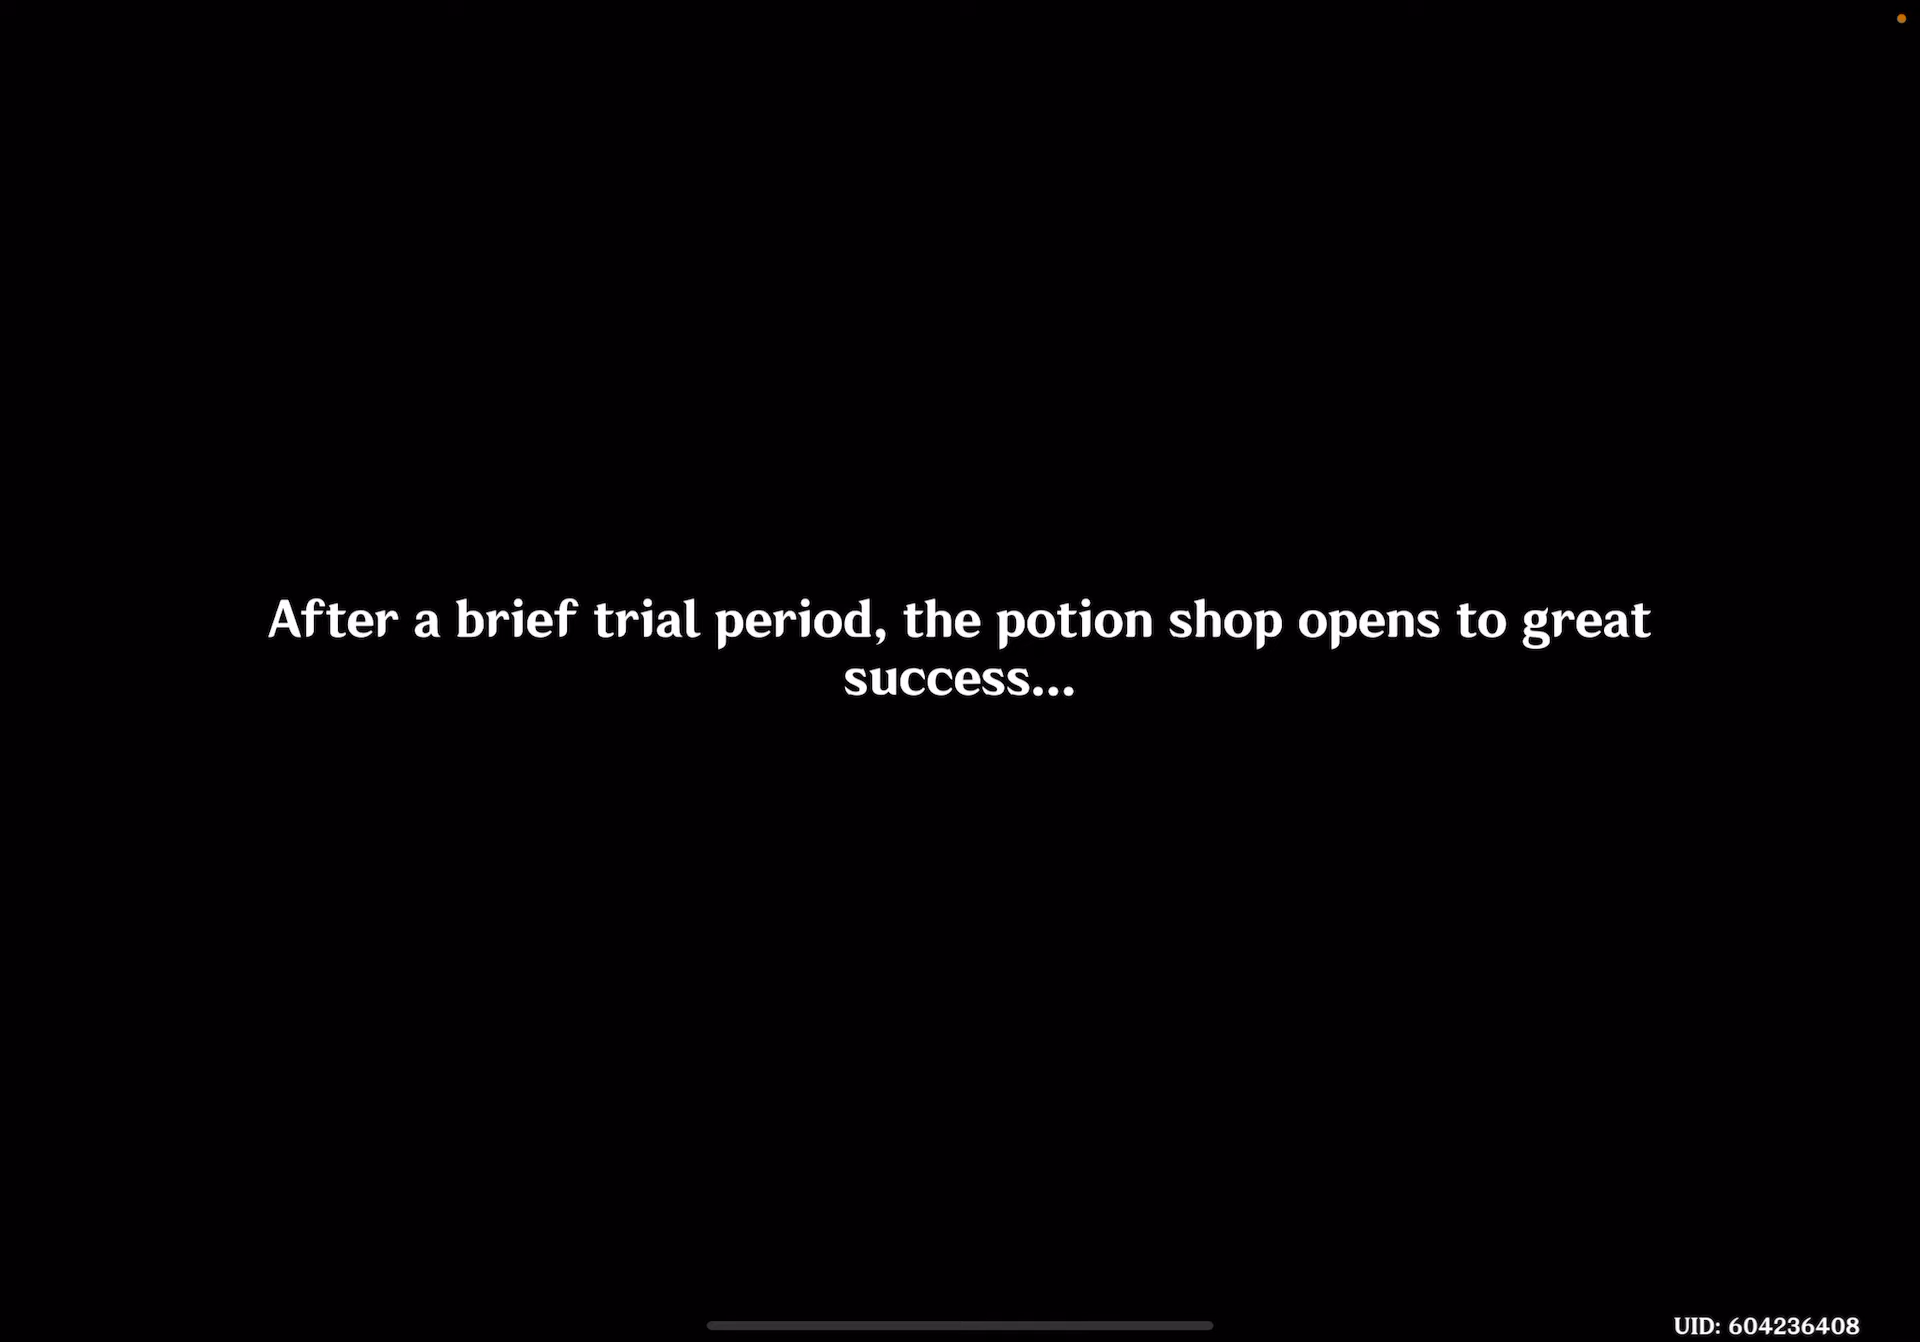 After a brief trial period, the potion shop opens to great
success...
UID: 604236408